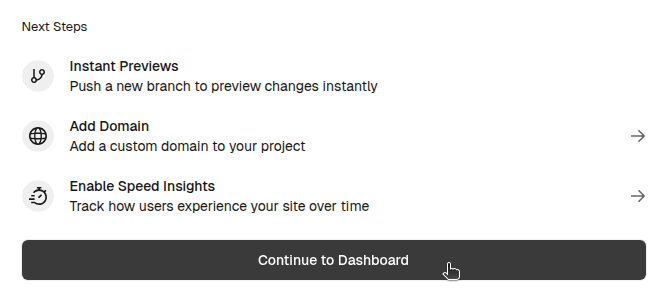 Next Steps
Instant Previews
Push a new branch to preview changes instantly
Add Domain
Add a custom domain to your project
Enable Speed Insights
Track how users experience your site over time
Continue to Dashboard